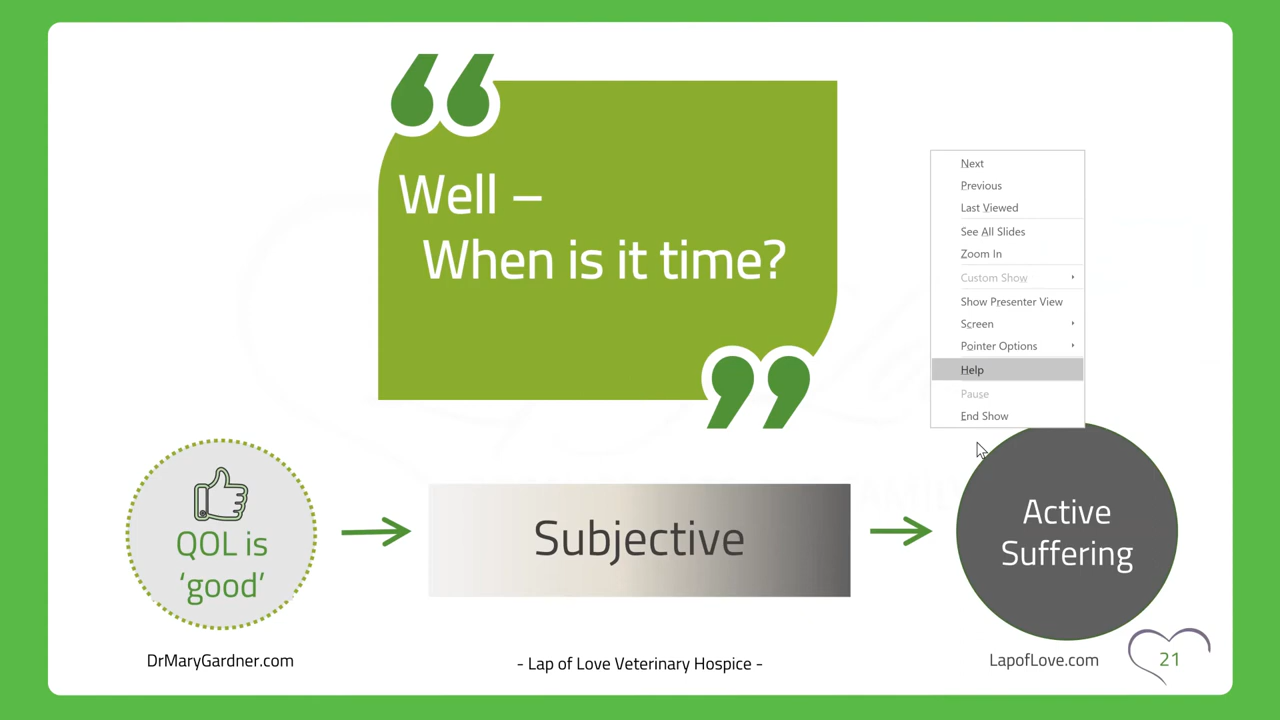 Well –
When is it time?
Next
Previous
Last Viewed
See All Slides
Zoom In
Custom Show
Show Presenter View
Screen
Pointer Options
Help
Pause
End Show
QOL is
‘good’
Subjective
Active
Suffering
DrMaryGardner.com
- Lap of Love Veterinary Hospice -
LapofLove.com
21